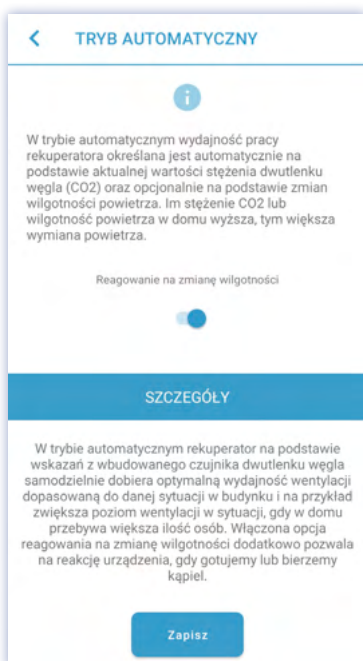 TRYB AUTOMATYCZNY
i
W trybie automatycznym wydajność pracy
rekuperatora określana jest automatycznie na
podstawie aktualnej wartości stężenia dwutlenku
węgla (CO2) oraz opcjonalnie na podstawie zmian
wilgotności powietrza. Im stężenie CO2 lub
wilgotność powietrza w domu wyższa, tym większa
wymiana powietrza.
Reagowanie na zmianę wilgotności
SZCZEGÓŁY
W trybie automatycznym rekuperator na podstawie
wskazań z wbudowanego czujnika dwutlenku węgla
samodzielnie dobiera optymalną wydajność wentylacji
dopasowaną do danej sytuacji w budynku i na przykład
zwiększa poziom wentylacji w sytuacji, gdy w domu
przebywa większa ilość osób. Włączona opcja
reagowania na zmianę wilgotności dodatkowo pozwala
na reakcję urządzenia, gdy gotujemy lub bierzemy
kąpiel.
Zapisz